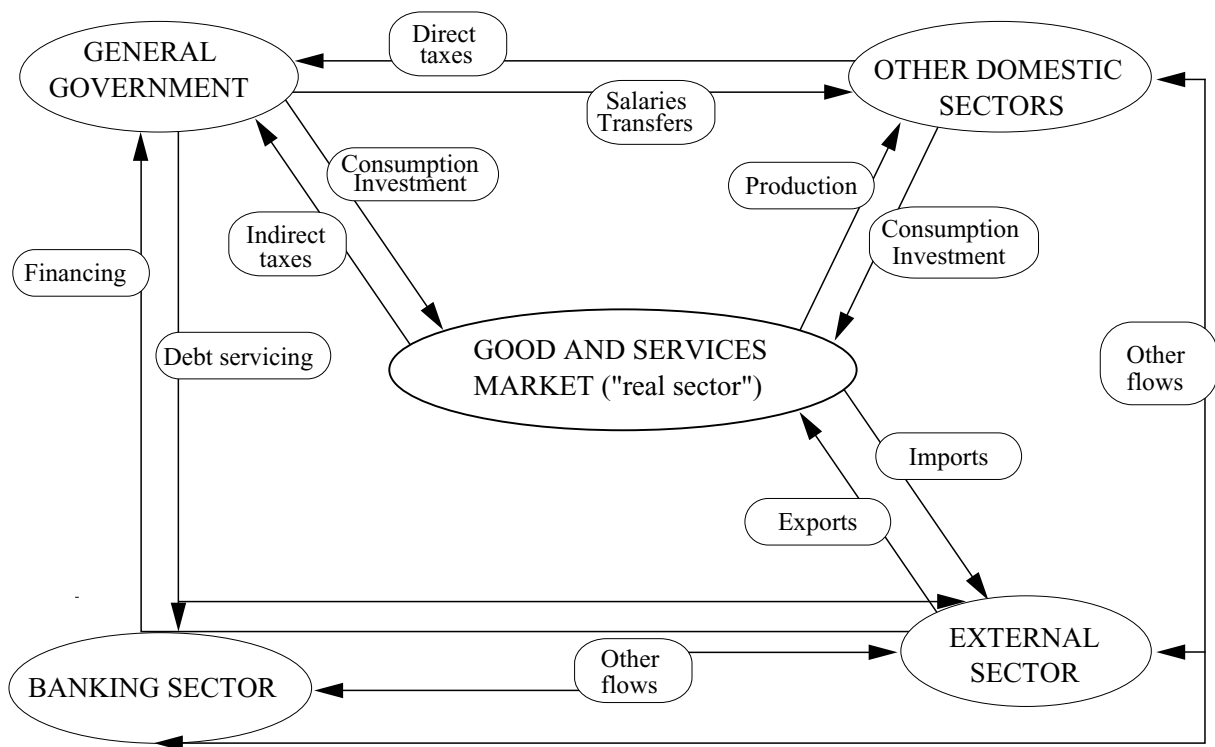 Direct
taxes
GENERAL
GOVERNMENT
OTHER DOMESTIC
SECTORS
Salaries
Transfers
Consumption
Investment
Production
Indirect
taxes
Consumption
Investment
Financing
Debt servicing
GOOD AND SERVICES
MARKET ("real sector")
Other
flows
Imports
Exports
EXTERNAL
SECTOR
Other
flows
BANKING SECTOR